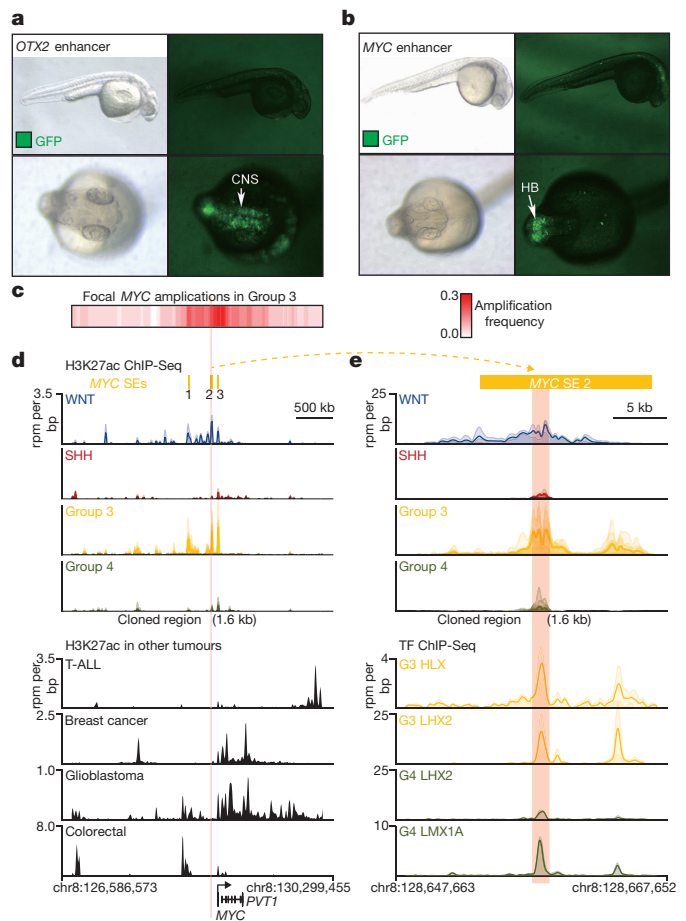 a
OTX2 enhancer
GFP
CNS
b
MYC enhancer
GFP
HB
c
Focal MYC amplications in Group 3
0.3
0.0
Amplification
frequency
d
H3K27ac ChIP-Seq
MYC SEs
1 2 3
3.5
rpm per
bp
WNT
500 kb
SHH
Group 3
Group 4
Cloned region (1.6 kb)
H3K27ac in other tumours
3.5
rpm per
bp
T-ALL
2.5
Breast cancer
1.0
Glioblastoma
8.0
Colorectal
chr8:126,586,573
chr8:130,299,455
MYC
PVT1
e
MYC SE 2
25
rpm per
bp
WNT
5 kb
SHH
Group 3
Group 4
Cloned region (1.6 kb)
TF ChIP-Seq
4
rpm per
bp
G3 HLX
25
G3 LHX2
25
G4 LHX2
10
G4 LMX1A
chr8:128,647,663
chr8:128,667,652